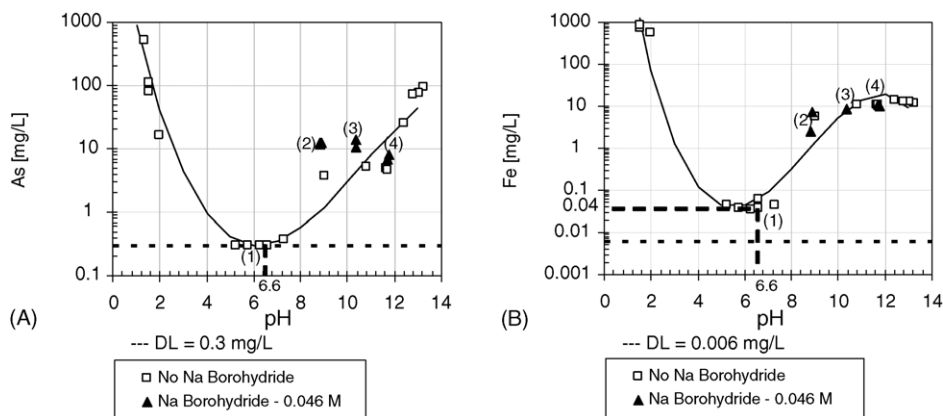 1000
100
10
1
0.1
As [mg/L]
(1)
(2)
(3)
(4)
0 2 4 6 8 10 12 14
6.6
pH
(A)
--- DL = 0.3 mg/L
□ No Na Borohydride
▲ Na Borohydride - 0.046 M
1000
100
10
1
0.1
0.04
0.01
0.001
Fe [mg/L]
(1)
(2)
(3)
(4)
0 2 4 6 8 10 12 14
6.6
pH
(B)
--- DL = 0.006 mg/L
□ No Na Borohydride
▲ Na Borohydride - 0.046 M